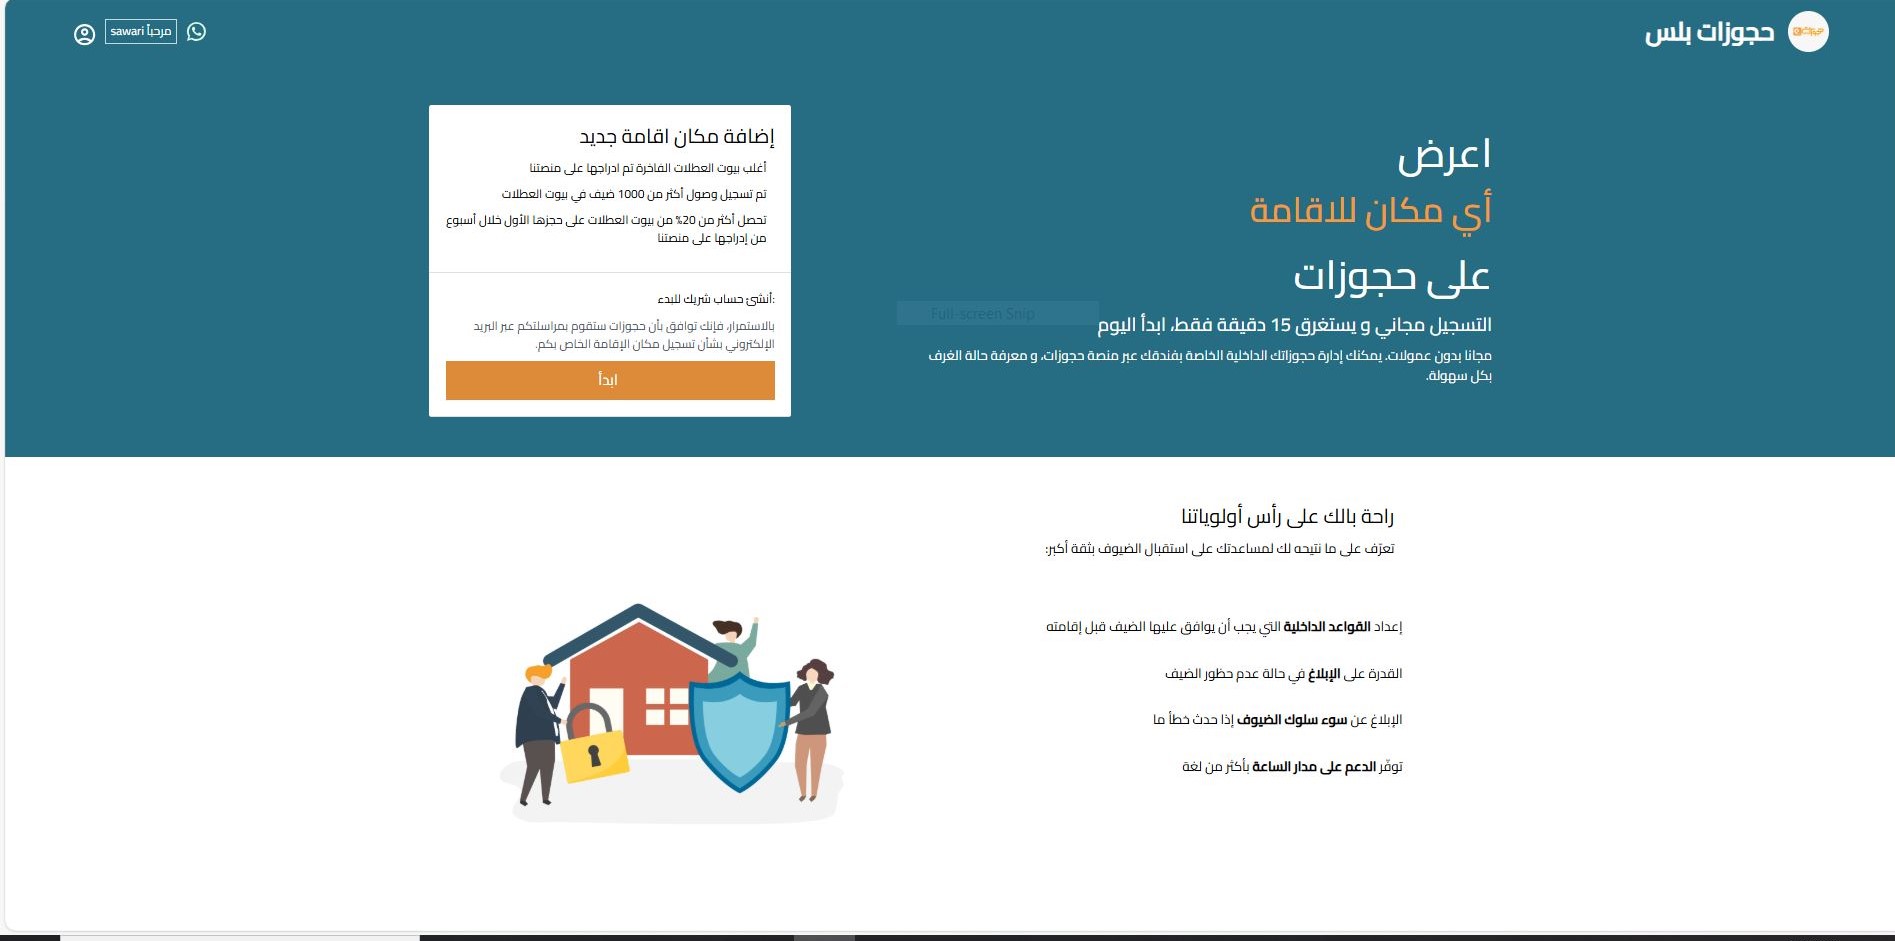 حجوزات بلس
مرحباً sawari
اعرض
أي مكان للاقامة
على حجوزات
Full-screen Snip
التسجيل مجاني و يستغرق 15 دقيقة فقط، ابدأ اليوم
مجانا بدون عمولات. يمكنك إدارة حجوزاتك الداخلية الخاصة بفندقك عبر منصة حجوزات، و معرفة حالة الغرف
بكل سهولة.
إضافة مكان اقامة جديد
أغلب بيوت العطلات الفاخرة تم ادراجها على منصتنا
تم تسجيل وصول أكثر من 1000 ضيف في بيوت العطلات
تحصل أكثر من 20% من بيوت العطلات على حجزها الأول خلال أسبوع
من إدراجها على منصتنا
أنشئ حساب شريك للبدء:
بالاستمرار، فإنك توافق بأن حجوزات ستقوم بمراسلتكم عبر البريد
الإلكتروني بشأن تسجيل مكان الإقامة الخاص بكم.
ابدأ
راحة بالك على رأس أولوياتنا
تعرّف على ما نتيحه لك لمساعدتك على استقبال الضيوف بثقة أكبر:
إعداد القواعد الداخلية التي يجب أن يوافق عليها الضيف قبل إقامته
القدرة على الإبلاغ في حالة عدم حظور الضيف
الإبلاغ عن سوء سلوك الضيوف إذا حدث خطأ ما
توفّر الدعم على مدار الساعة بأكثر من لغة